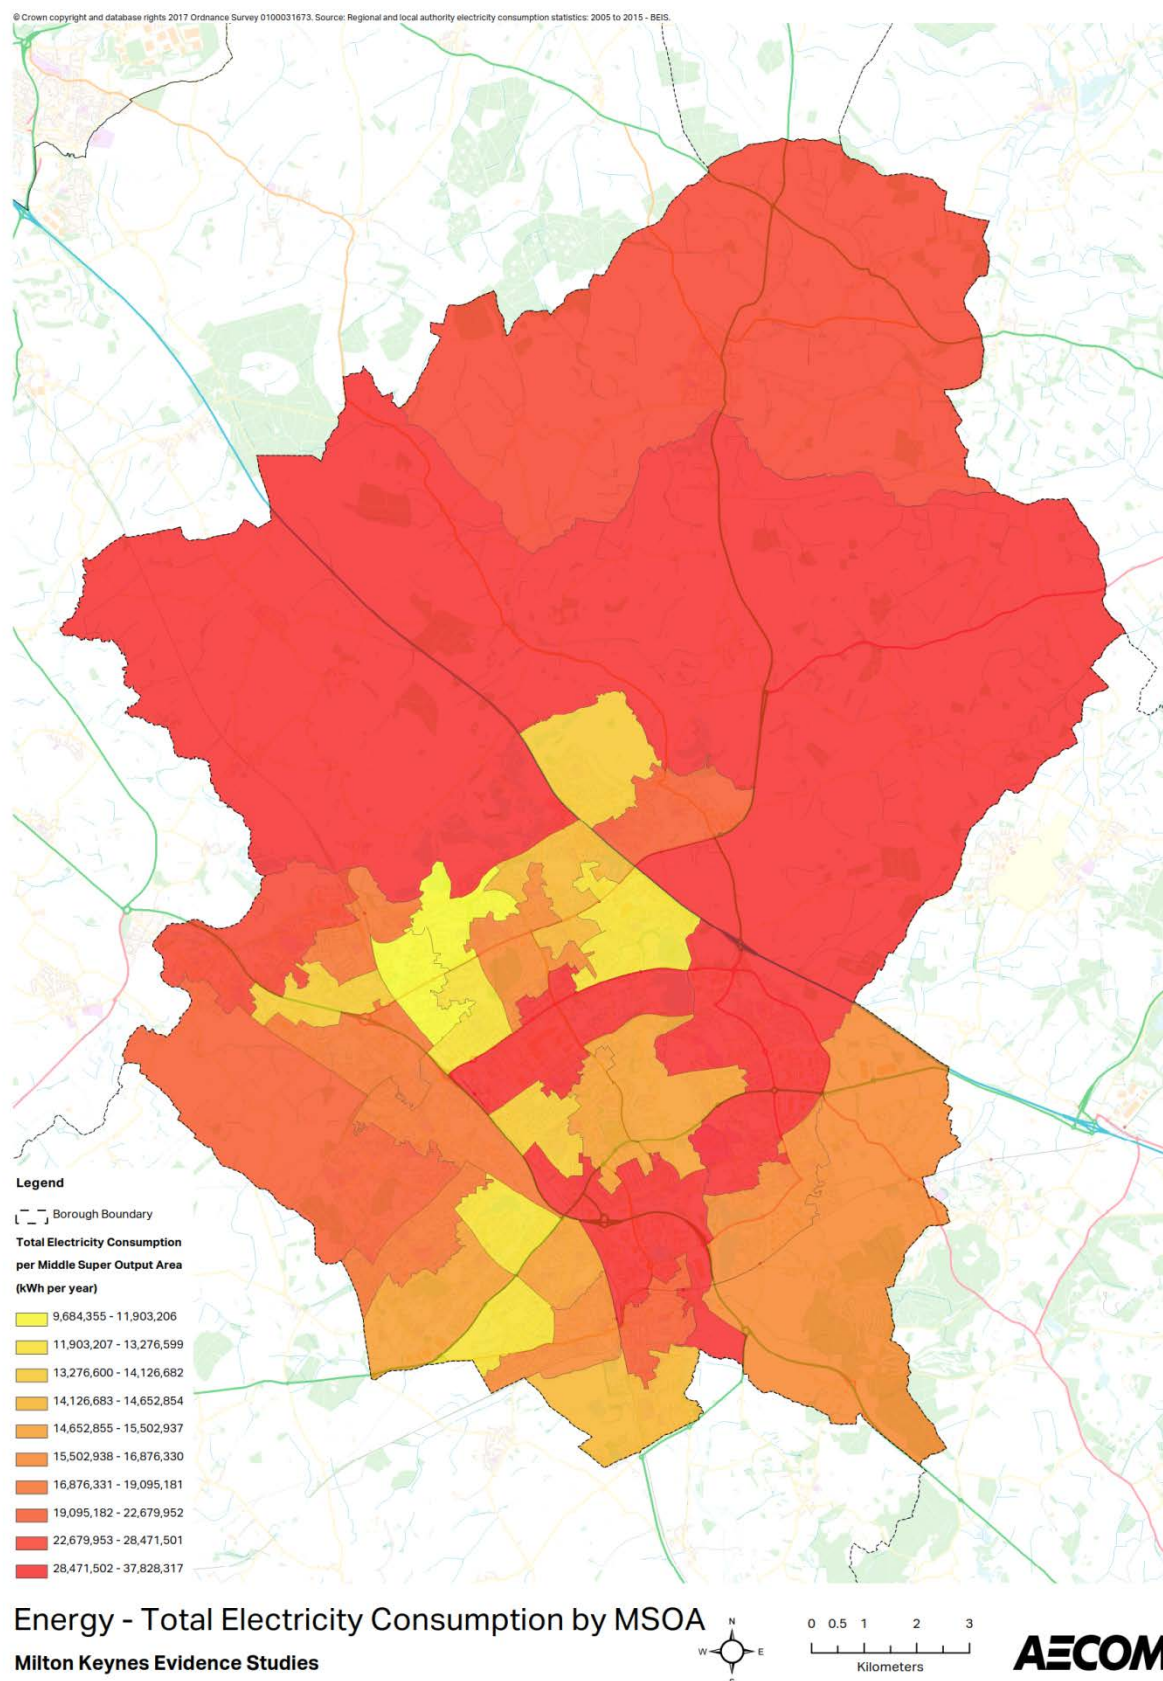 © Crown copyright and database rights 2017 Ordnance Survey 0100031673. Source: Regional and local authority electricity consumption statistics: 2005 to 2015 - BEIS.
Legend
Borough Boundary
Total Electricity Consumption
per Middle Super Output Area
(kWh per year)
9,684,355 - 11,903,206
11,903,207 - 13,276,599
13,276,600 - 14,126,682
14,126,683 - 14,652,854
14,652,855 - 15,502,937
15,502,938 - 16,876,330
16,876,331 - 19,095,181
19,095,182 - 22,679,952
22,679,953 - 28,471,501
28,471,502 - 37,828,317
Energy - Total Electricity Consumption by MSOA
Milton Keynes Evidence Studies
N
W E
S
0 0.5 1 2 3
Kilometers
AECOM